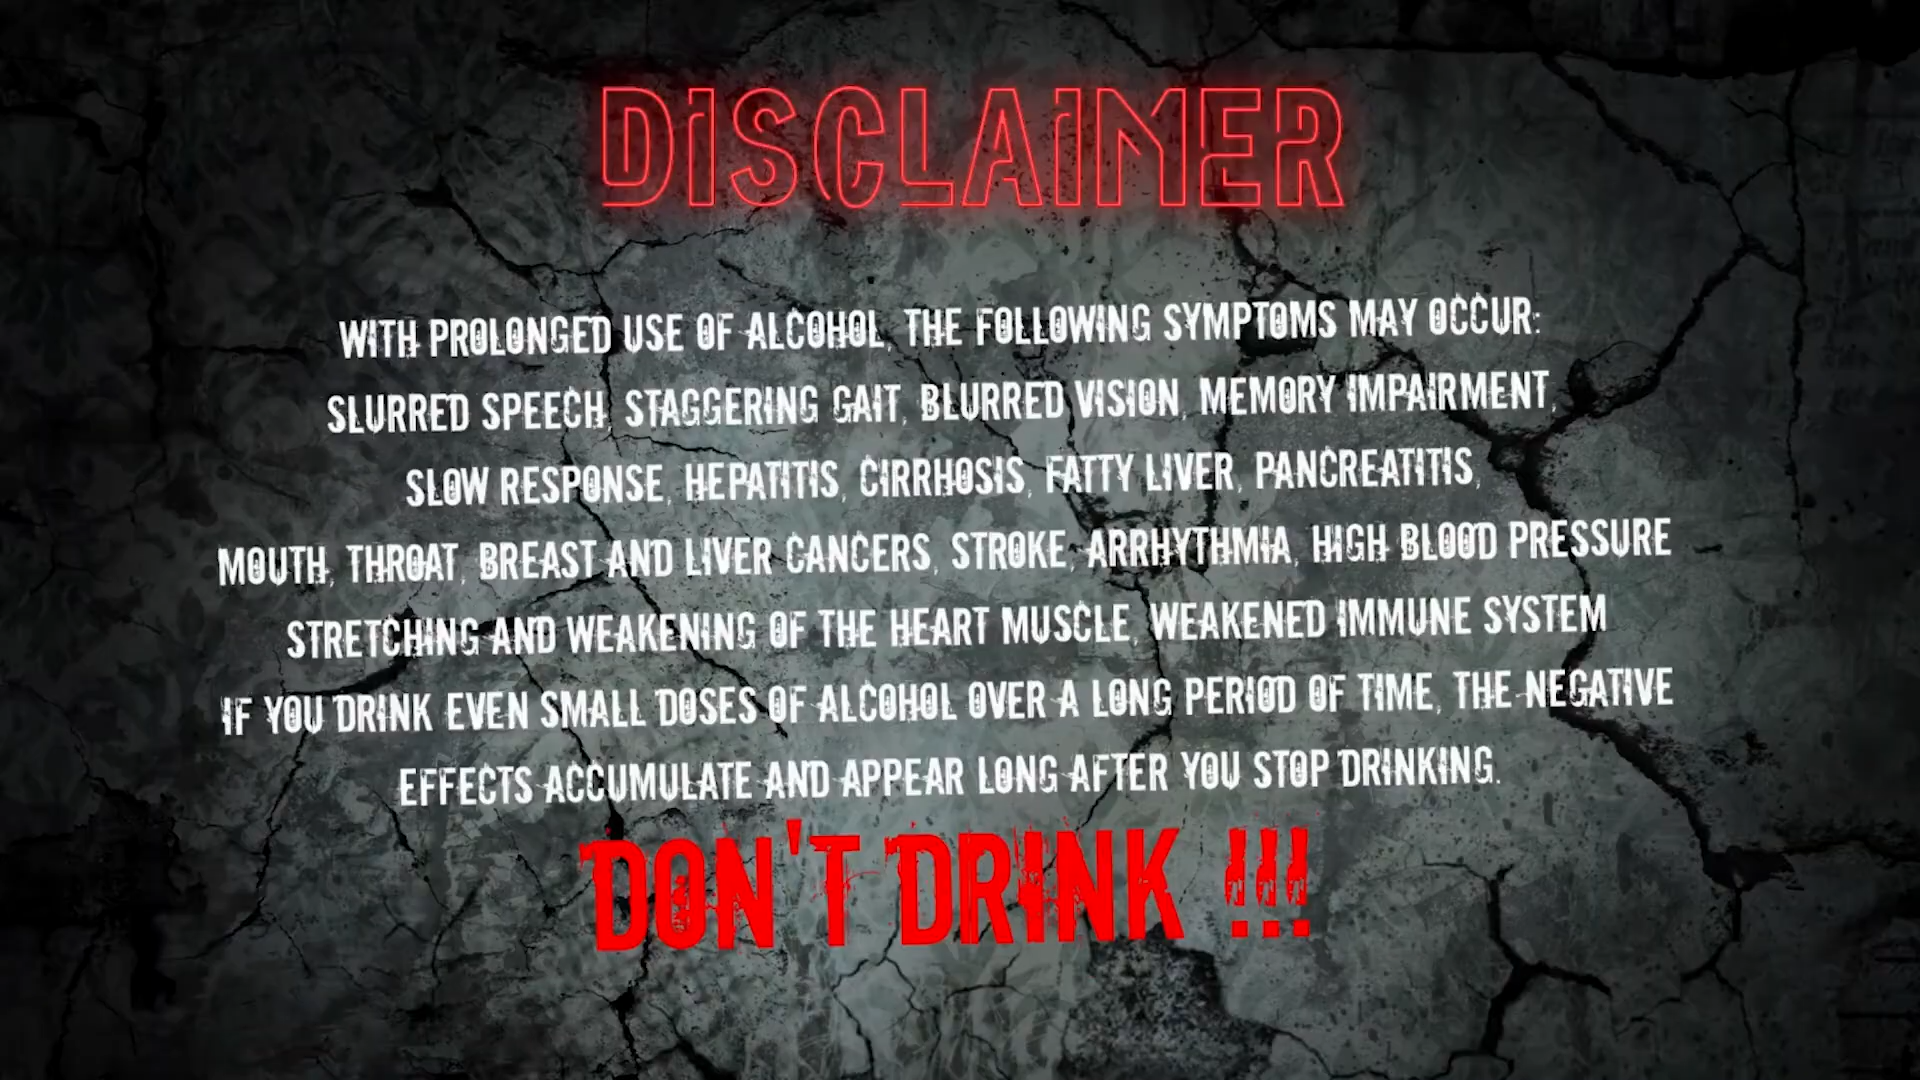 DISCLAIMER
WITH PROLONGED USE OF ALCOHOL, THE FOLLOWING SYMPTOMS MAY OCCUR:
SLURRED SPEECH, STAGGERING GAIT, BLURRED VISION, MEMORY IMPAIRMENT,
SLOW RESPONSE, HEPATITIS, CIRRHOSIS, FATTY LIVER, PANCREATITIS,
MOUTH, THROAT, BREAST AND LIVER CANCERS, STROKE, ARRHYTHMIA, HIGH BLOOD PRESSURE
STRETCHING AND WEAKENING OF THE HEART MUSCLE, WEAKENED IMMUNE SYSTEM
IF YOU DRINK EVEN SMALL DOSES OF ALCOHOL OVER A LONG PERIOD OF TIME, THE NEGATIVE
EFFECTS ACCUMULATE AND APPEAR LONG AFTER YOU STOP DRINKING.
DON'T DRINK !!!